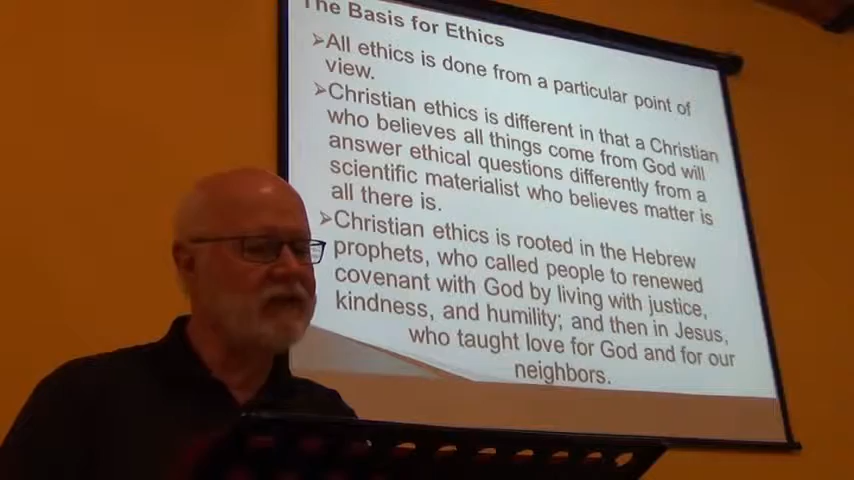 The Basis for Ethics
➢All ethics is done from a particular point of
view.
➢Christian ethics is different in that a Christian
who believes all things come from God will
answer ethical questions differently from a
scientific materialist who believes matter is
all there is.
➢Christian ethics is rooted in the Hebrew
prophets, who called people to renewed
covenant with God by living with justice,
kindness, and humility; and then in Jesus,
who taught love for God and for our
neighbors.